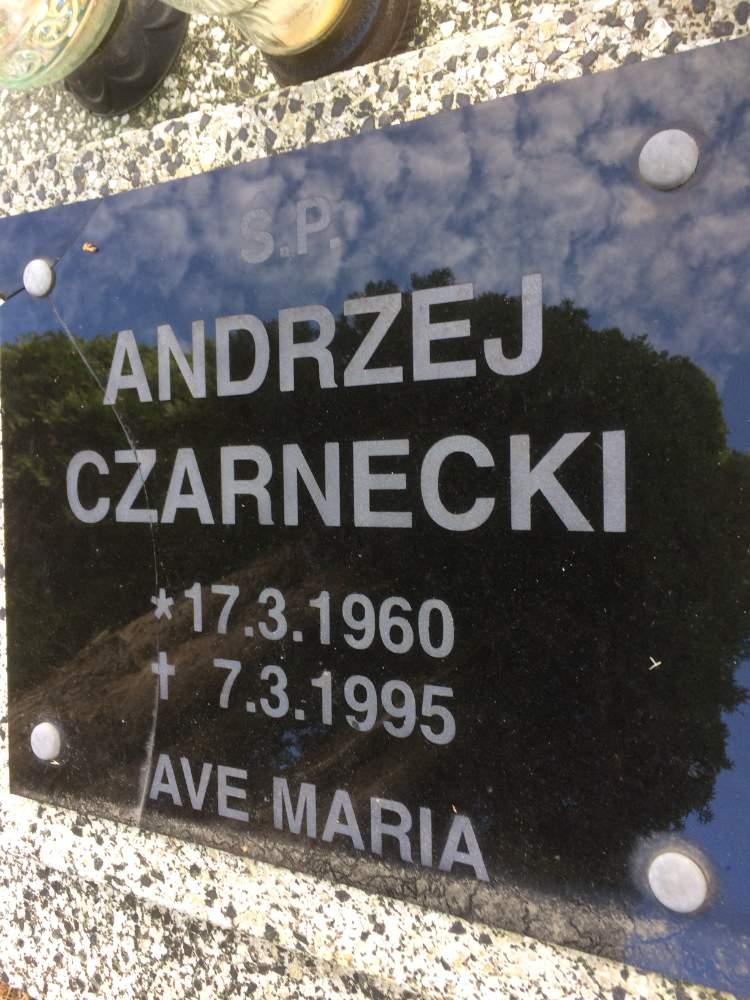 Ś.P.
ANDRZEJ
CZARNECKI
*17.3.1960
† 7.3.1995
AVE MARIA